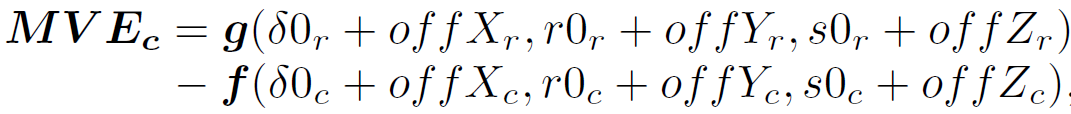 MVE_c = g(δ0_r + offX_r, r0_r + offY_r, s0_r + offZ_r)
− f(δ0_c + offX_c, r0_c + offY_c, s0_c + offZ_c),